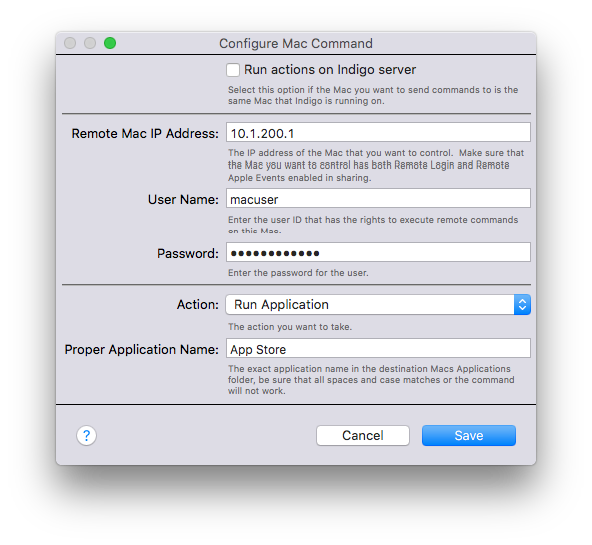 Configure Mac Command
Run actions on Indigo server
Select this option if the Mac you want to send commands to is the
same Mac that Indigo is running on.
Remote Mac IP Address: 10.1.200.1
The IP address of the Mac that you want to control. Make sure that
the Mac you want to control has both Remote Login and Remote
Apple Events enabled in sharing.
User Name: macuser
Enter the user ID that has the rights to execute remote commands
on this Mac.
Password: ●●●●●●●●●●●●
Enter the password for the user.
Action: Run Application
The action you want to take.
Proper Application Name: App Store
The exact application name in the destination Macs Applications
folder, be sure that all spaces and case matches or the command
will not work.
? Cancel Save